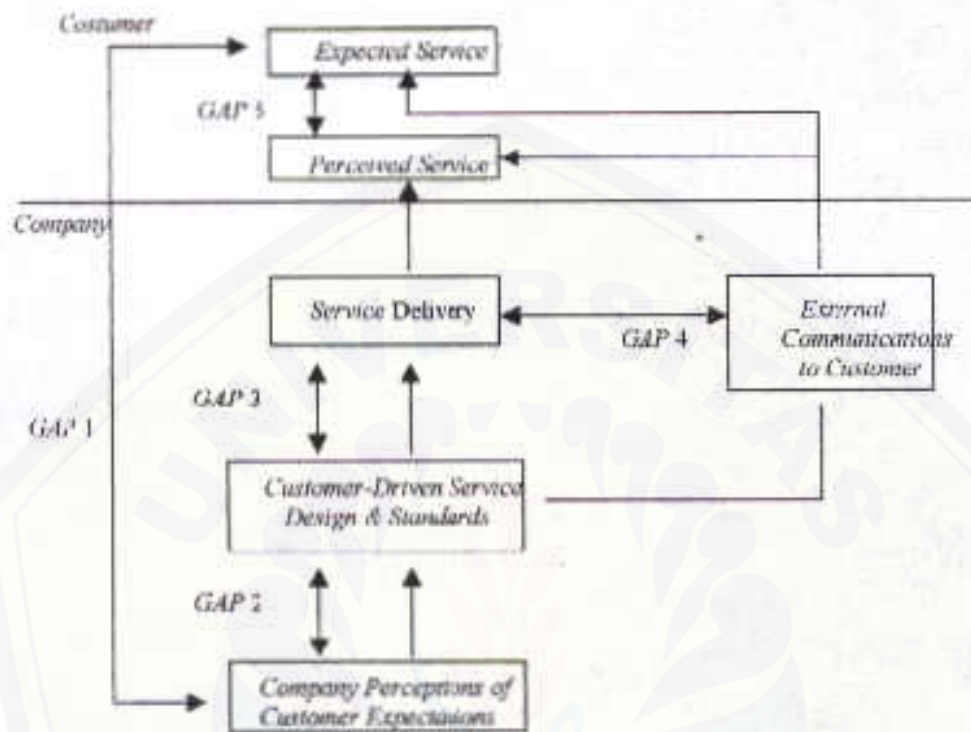 Costumer
Expected Service
GAP 5
Perceived Service
Company
Service Delivery
GAP 4
External
Communications
to Customer
GAP 3
GAP 1
Customer-Driven Service
Design & Standards
GAP 2
Company Perceptions of
Customer Expectations
UNIVERSITAS